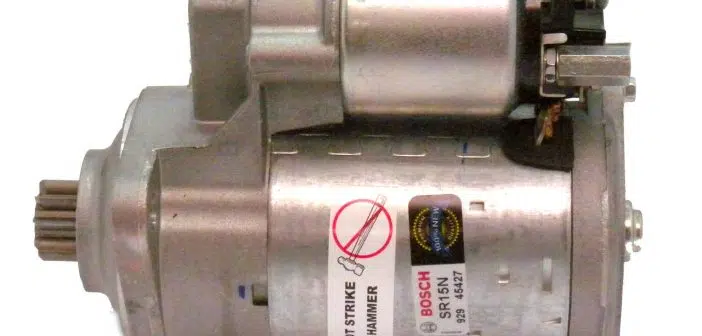 T STRIKE
HAMMER
BOSCH
SR15N
929 45427